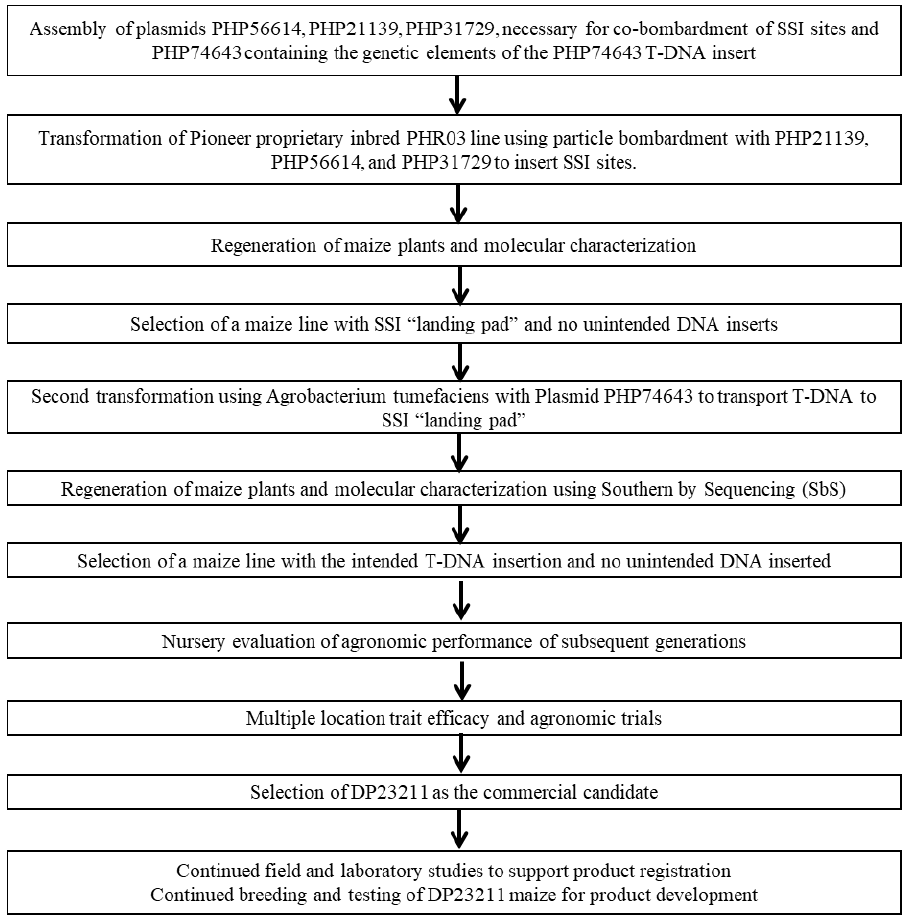 Assembly of plasmids PHP56614, PHP21139, PHP31729, necessary for co-bombardment of SSI sites and
PHP74643 containing the genetic elements of the PHP74643 T-DNA insert
Transformation of Pioneer proprietary inbred PHR03 line using particle bombardment with PHP21139,
PHP56614, and PHP31729 to insert SSI sites.
Regeneration of maize plants and molecular characterization
Selection of a maize line with SSI “landing pad” and no unintended DNA inserts
Second transformation using Agrobacterium tumefaciens with Plasmid PHP74643 to transport T-DNA to
SSI “landing pad”
Regeneration of maize plants and molecular characterization using Southern by Sequencing (SbS)
Selection of a maize line with the intended T-DNA insertion and no unintended DNA inserted
Nursery evaluation of agronomic performance of subsequent generations
Multiple location trait efficacy and agronomic trials
Selection of DP23211 as the commercial candidate
Continued field and laboratory studies to support product registration
Continued breeding and testing of DP23211 maize for product development